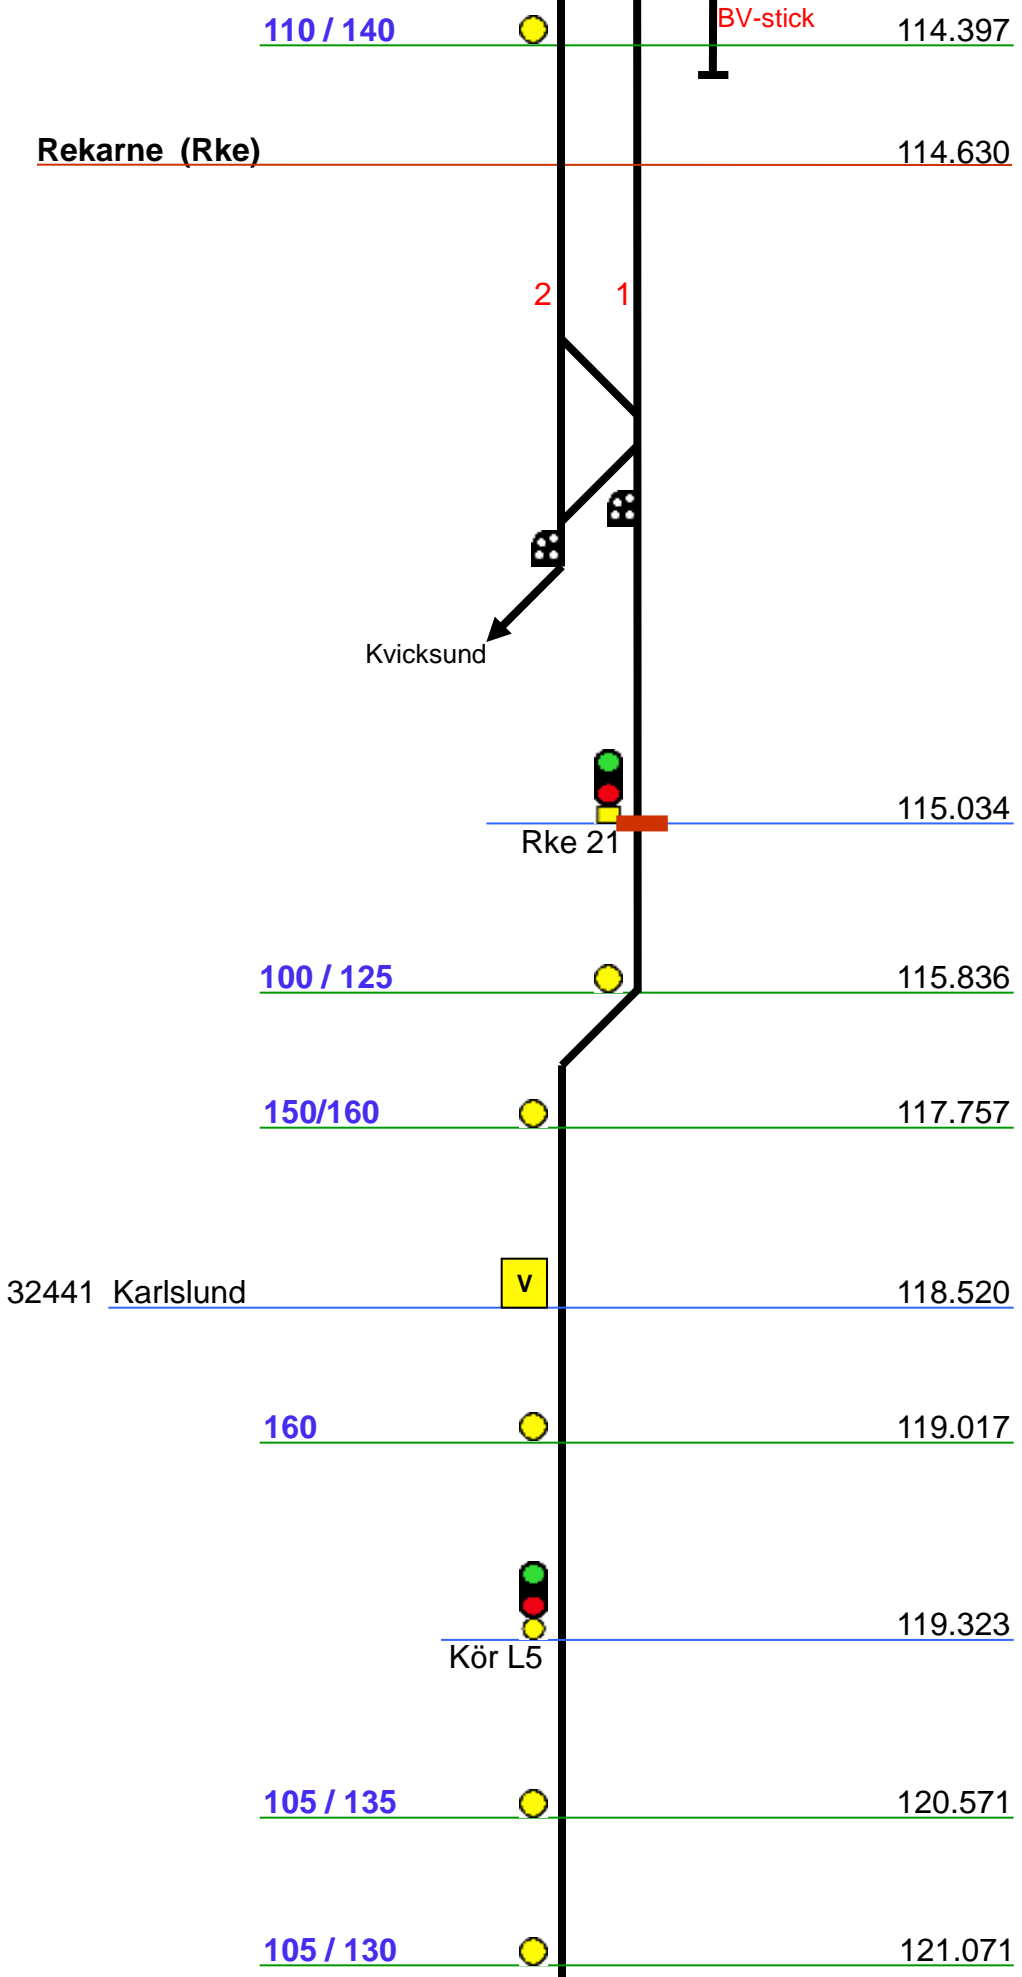 BV-stick
110 / 140 114.397
Rekarne (Rke) 114.630
2 1
Kvicksund
115.034
Rke 21
100 / 125 115.836
150/160 117.757
32441 Karlslund V 118.520
160 119.017
119.323
Kör L5
105 / 135 120.571
105 / 130 121.071